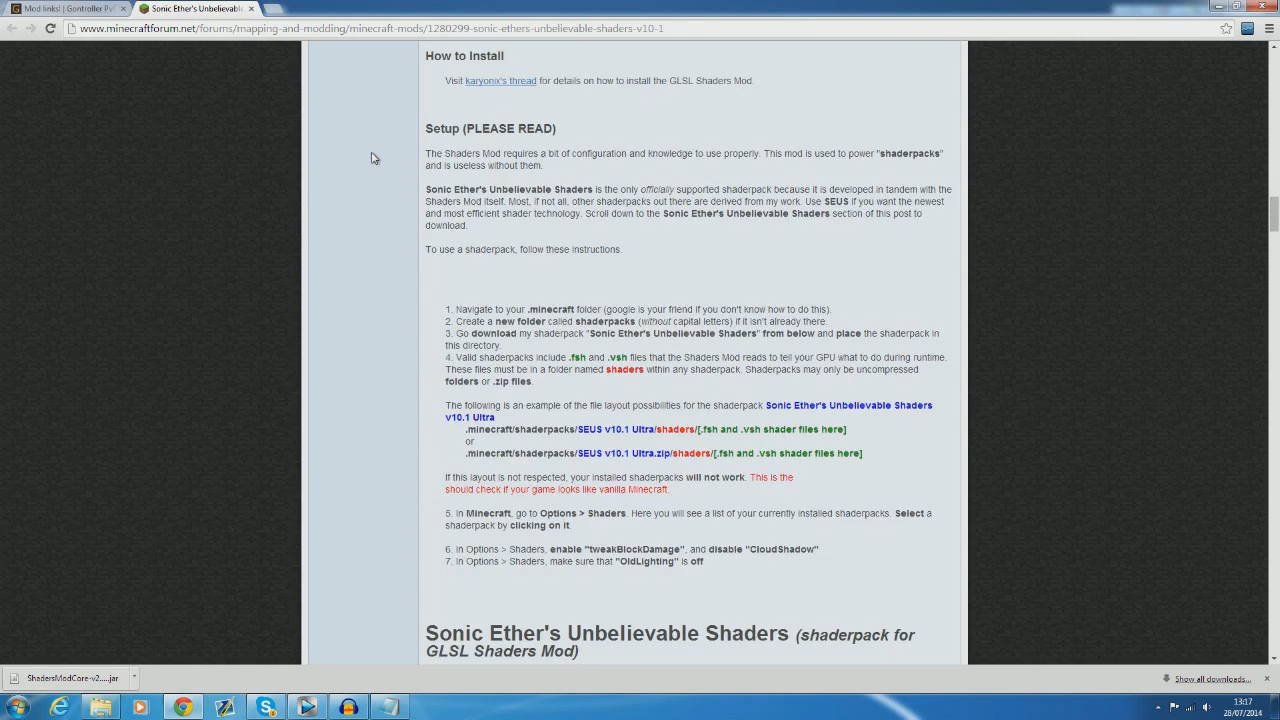 Mod links! | Gontroller Pvl
Sonic Ether's Unbelievabl
www.minecraftforum.net/forums/mapping-and-modding/minecraft-mods/1280299-sonic-ethers-unbelievable-shaders-v10-1
How to Install
Visit karyonix's thread for details on how to install the GLSL Shaders Mod.
Setup (PLEASE READ)
The Shaders Mod requires a bit of configuration and knowledge to use properly. This mod is used to power "shaderpacks"
and is useless without them.
Sonic Ether's Unbelievable Shaders is the only officially supported shaderpack because it is developed in tandem with the
Shaders Mod itself. Most, if not all, other shaderpacks out there are derived from my work. Use SEUS if you want the newest
and most efficient shader technology. Scroll down to the Sonic Ether's Unbelievable Shaders section of this post to
download.
To use a shaderpack, follow these instructions.
1. Navigate to your .minecraft folder (google is your friend if you don't know how to do this).
2. Create a new folder called shaderpacks (without capital letters) if it isn't already there.
3. Go download my shaderpack "Sonic Ether's Unbelievable Shaders" from below and place the shaderpack in
this directory.
4. Valid shaderpacks include .fsh and .vsh files that the Shaders Mod reads to tell your GPU what to do during runtime.
These files must be in a folder named shaders within any shaderpack. Shaderpacks may only be uncompressed
folders or .zip files.
The following is an example of the file layout possibilities for the shaderpack Sonic Ether's Unbelievable Shaders
v10.1 Ultra
.minecraft/shaderpacks/SEUS v10.1 Ultra/shaders/[.fsh and .vsh shader files here]
or
.minecraft/shaderpacks/SEUS v10.1 Ultra.zip/shaders/[.fsh and .vsh shader files here]
If this layout is not respected, your installed shaderpacks will not work. This is the
should check if your game looks like vanilla Minecraft.
5. In Minecraft, go to Options > Shaders. Here you will see a list of your currently installed shaderpacks. Select a
shaderpack by clicking on it.
6. In Options > Shaders, enable "tweakBlockDamage", and disable "CloudShadow"
7. In Options > Shaders, make sure that "OldLighting" is off
Sonic Ether's Unbelievable Shaders (shaderpack for
GLSL Shaders Mod)
ShadersModCore-v2.....jar
Show all downloads...
13:17
28/07/2014